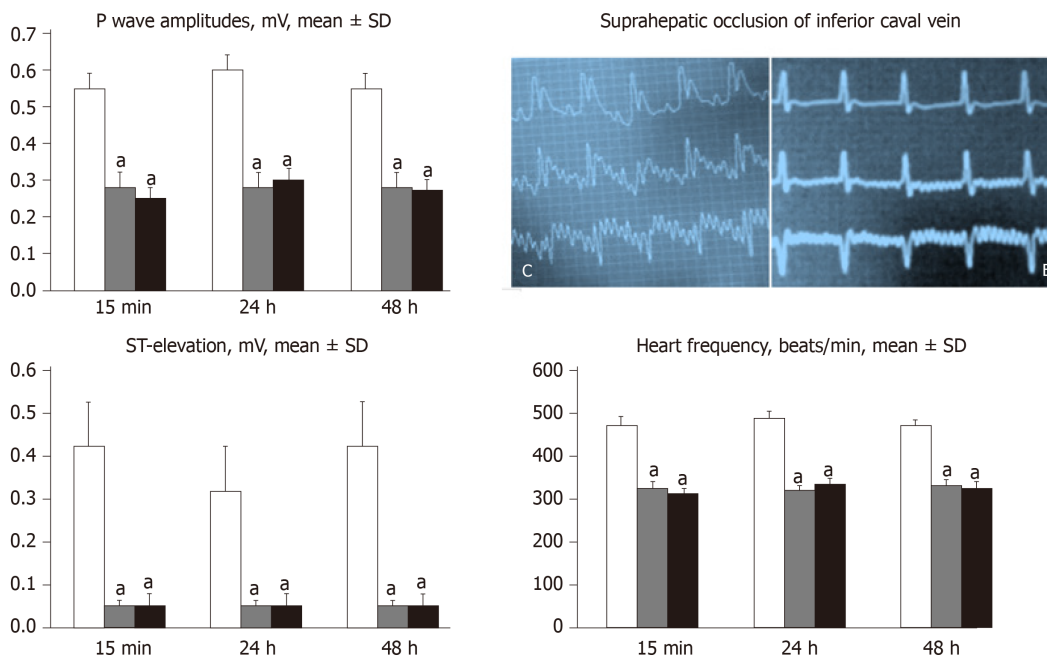 P wave amplitudes, mV, mean ± SD
0.7
0.6
0.5
0.4
0.3
0.2
0.1
0.0
a a
a a
a a
15 min 24 h 48 h
Suprahepatic occlusion of inferior caval vein
C
ST-elevation, mV, mean ± SD
0.6
0.4
0.3
0.2
0.1
0.0
a a
a a
a a
15 min 24 h 48 h
Heart frequency, beats/min, mean ± SD
600
500
400
300
200
100
0
a a
a a
a a
15 min 24 h 48 h